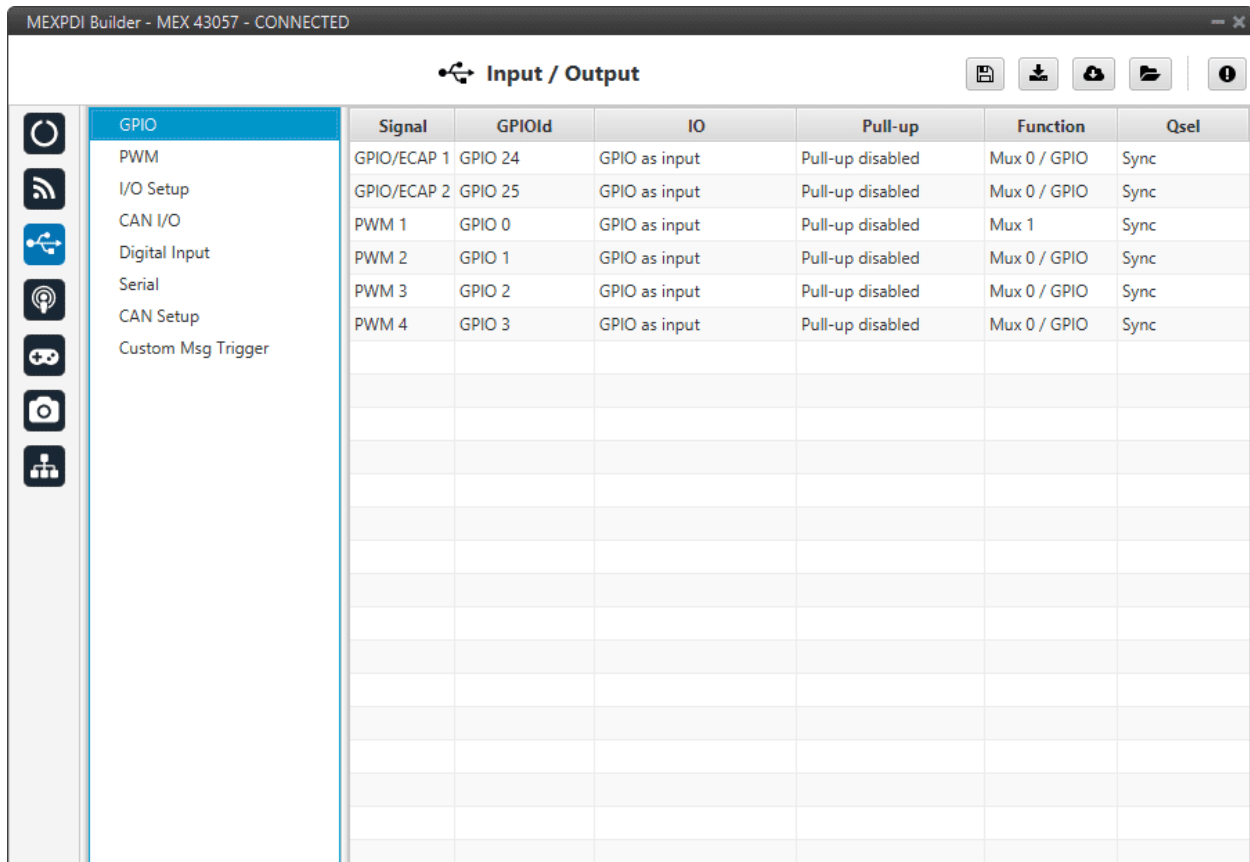 MEXPDI Builder - MEX 43057 - CONNECTED
Input / Output
GPIO
PWM
I/O Setup
CAN I/O
Digital Input
Serial
CAN Setup
Custom Msg Trigger
Signal GPIOId IO Pull-up Function Qsel
GPIO/ECAP 1 GPIO 24 GPIO as input Pull-up disabled Mux 0 / GPIO Sync
GPIO/ECAP 2 GPIO 25 GPIO as input Pull-up disabled Mux 0 / GPIO Sync
PWM 1 GPIO 0 GPIO as input Pull-up disabled Mux 1 Sync
PWM 2 GPIO 1 GPIO as input Pull-up disabled Mux 0 / GPIO Sync
PWM 3 GPIO 2 GPIO as input Pull-up disabled Mux 0 / GPIO Sync
PWM 4 GPIO 3 GPIO as input Pull-up disabled Mux 0 / GPIO Sync